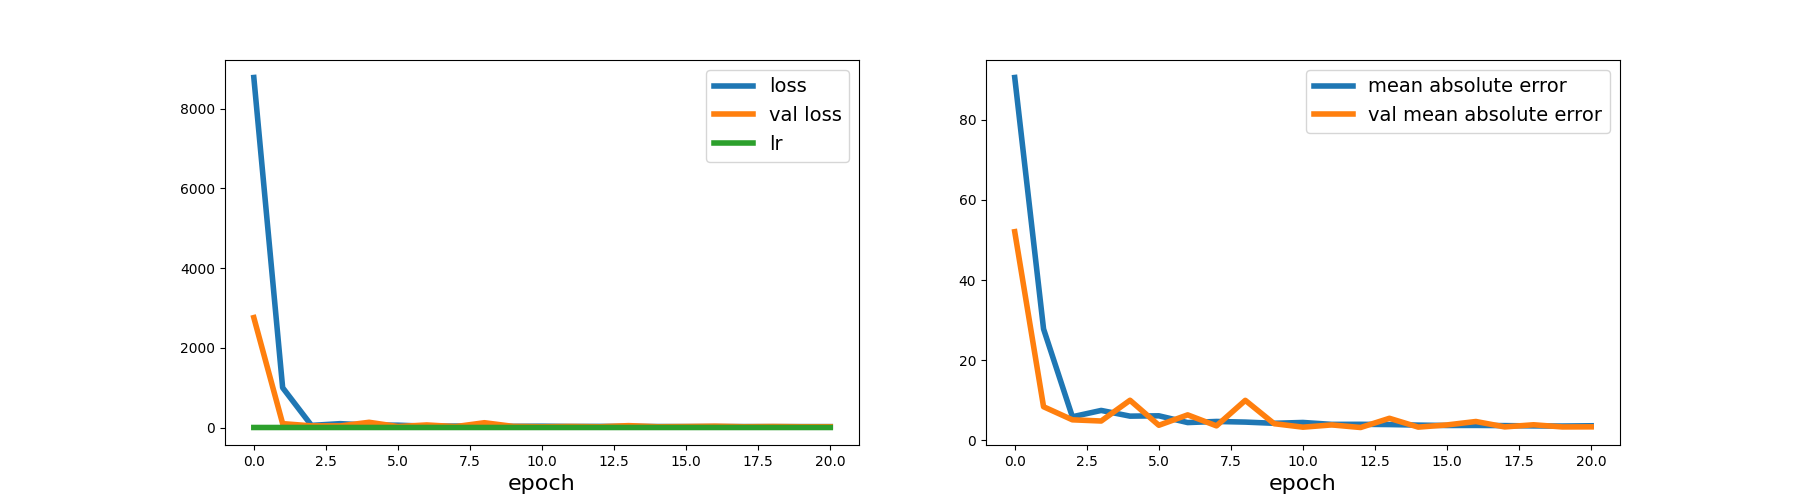 loss
val loss
lr
8000
6000
4000
2000
0
0.0 2.5 5.0 7.5 10.0 12.5 15.0 17.5 20.0
epoch
mean absolute error
val mean absolute error
80
60
40
20
0
0.0 2.5 5.0 7.5 10.0 12.5 15.0 17.5 20.0
epoch